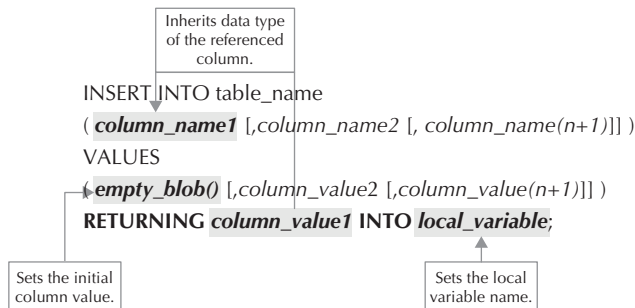 Inherits data type
of the referenced
column.
INSERT INTO table_name
( column_name1 [,column_name2 [, column_name(n+1)]] )
VALUES
( empty_blob() [,column_value2 [,column_value(n+1)]] )
RETURNING column_value1 INTO local_variable;
Sets the initial
column value.
Sets the local
variable name.